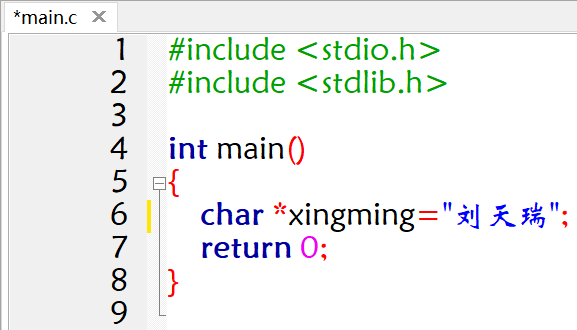 *main.c
1 #include <stdio.h>
2 #include <stdlib.h>
3
4 int main()
5 {
6 char *xingming="刘天瑞";
7 return 0;
8 }
9